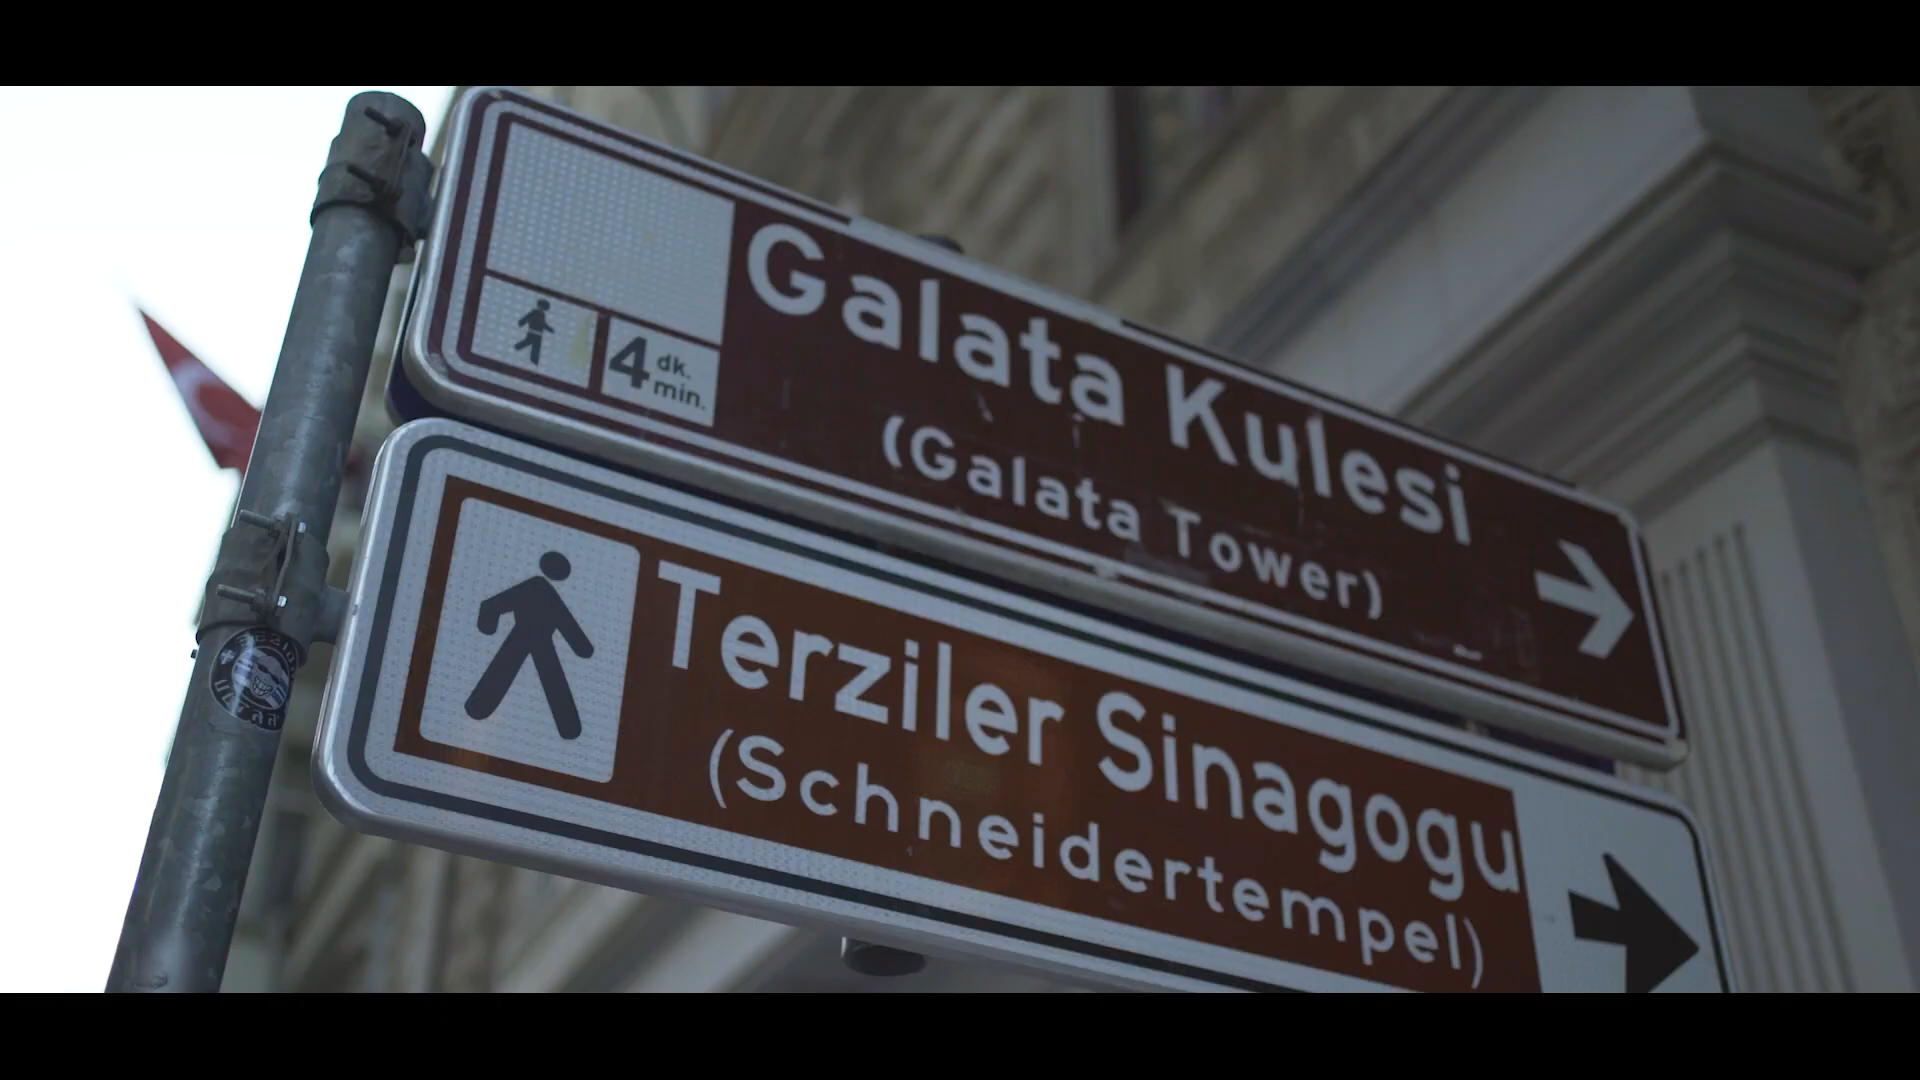 Galata Kulesi
(Galata Tower)
4 dk.
min.
Terziler Sinagogu
(Schneidertempel)